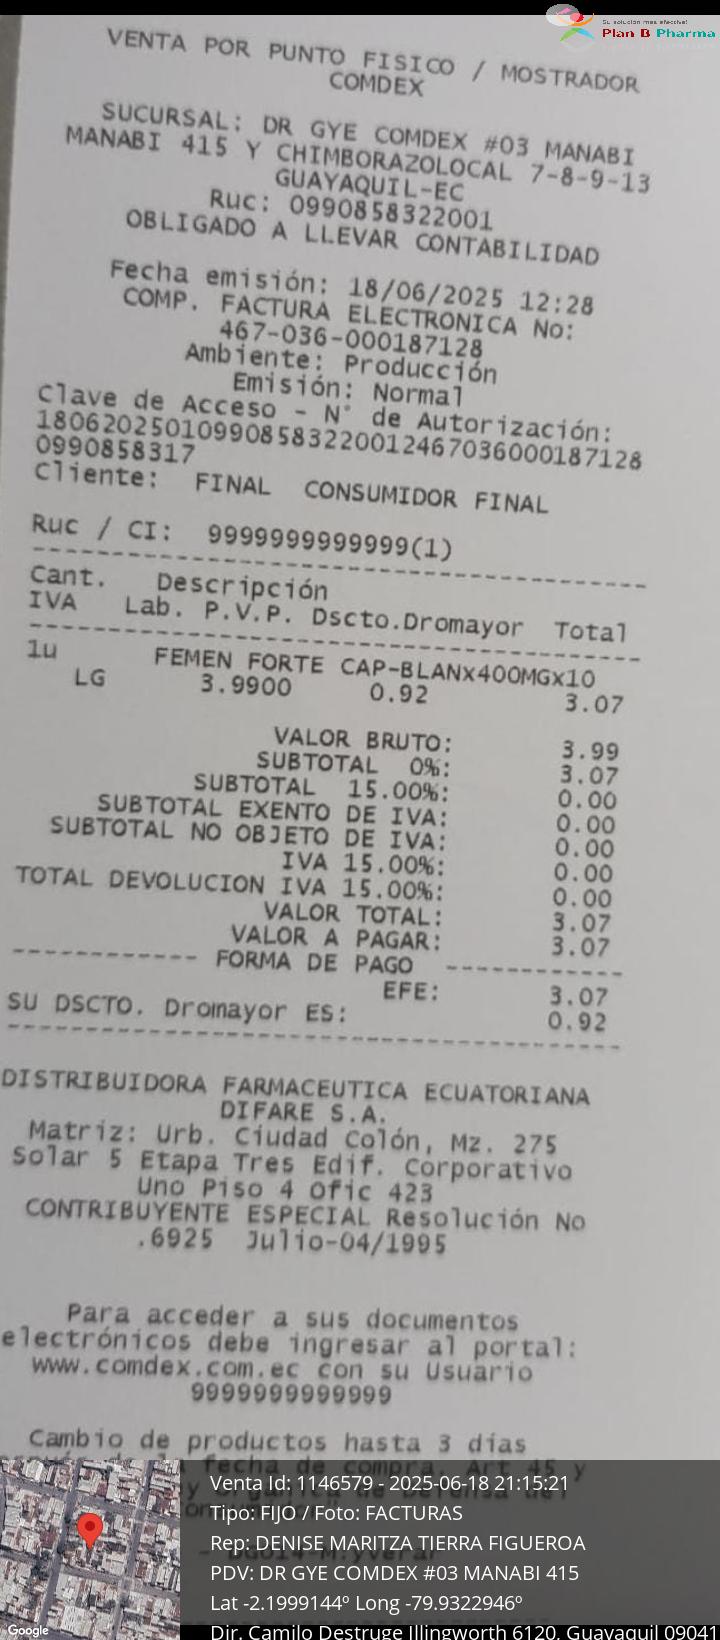 Su solución más efectiva!
Plan B Pharma
VENTA POR PUNTO FISICO / MOSTRADOR
COMDEX
SUCURSAL: DR GYE COMDEX #03 MANABI
MANABI 415 Y CHIMBORAZOLOCAL 7-8-9-13
GUAYAQUIL-EC
Ruc: 0990858322001
OBLIGADO A LLEVAR CONTABILIDAD
Fecha emisión: 18/06/2025 12:28
COMP. FACTURA ELECTRONICA No:
467-036-000187128
Ambiente: Producción
Emisión: Normal
Clave de Acceso - N° de Autorización:
180620250109908583220012467036000187128
0990858317
Cliente: FINAL CONSUMIDOR FINAL
Ruc / CI: 9999999999999(1)
Cant. Descripción
IVA Lab. P.V.P. Dscto.Dromayor Total
1u FEMEN FORTE CAP-BLANx400MGx10
LG 3.9900 0.92 3.07
VALOR BRUTO: 3.99
SUBTOTAL 0%: 3.07
SUBTOTAL 15.00%: 0.00
SUBTOTAL EXENTO DE IVA: 0.00
SUBTOTAL NO OBJETO DE IVA: 0.00
IVA 15.00%: 0.00
TOTAL DEVOLUCION IVA 15.00%: 0.00
VALOR TOTAL: 3.07
VALOR A PAGAR: 3.07
------------ FORMA DE PAGO ------------
EFE: 3.07
SU DSCTO. Dromayor ES: 0.92
DISTRIBUIDORA FARMACEUTICA ECUATORIANA
DIFARE S.A.
Matriz: Urb. Ciudad Colón, Mz. 275
Solar 5 Etapa Tres Edif. Corporativo
Uno Piso 4 Ofic 423
CONTRIBUYENTE ESPECIAL Resolución No
.6925 Julio-04/1995
Para acceder a sus documentos
electrónicos debe ingresar al portal:
www.comdex.com.ec con su Usuario
9999999999999
Cambio de productos hasta 3 días
fecha de compra. Art 45 y
Venta Id: 1146579 - 2025-06-18 21:15:21
Tipo: FIJO / Foto: FACTURAS
Rep: DENISE MARITZA TIERRA FIGUEROA
PDV: DR GYE COMDEX #03 MANABI 415
Lat -2.1999144º Long -79.9322946º
Dir. Camilo Destruge Illingworth 6120, Guayaquil 09041
Google